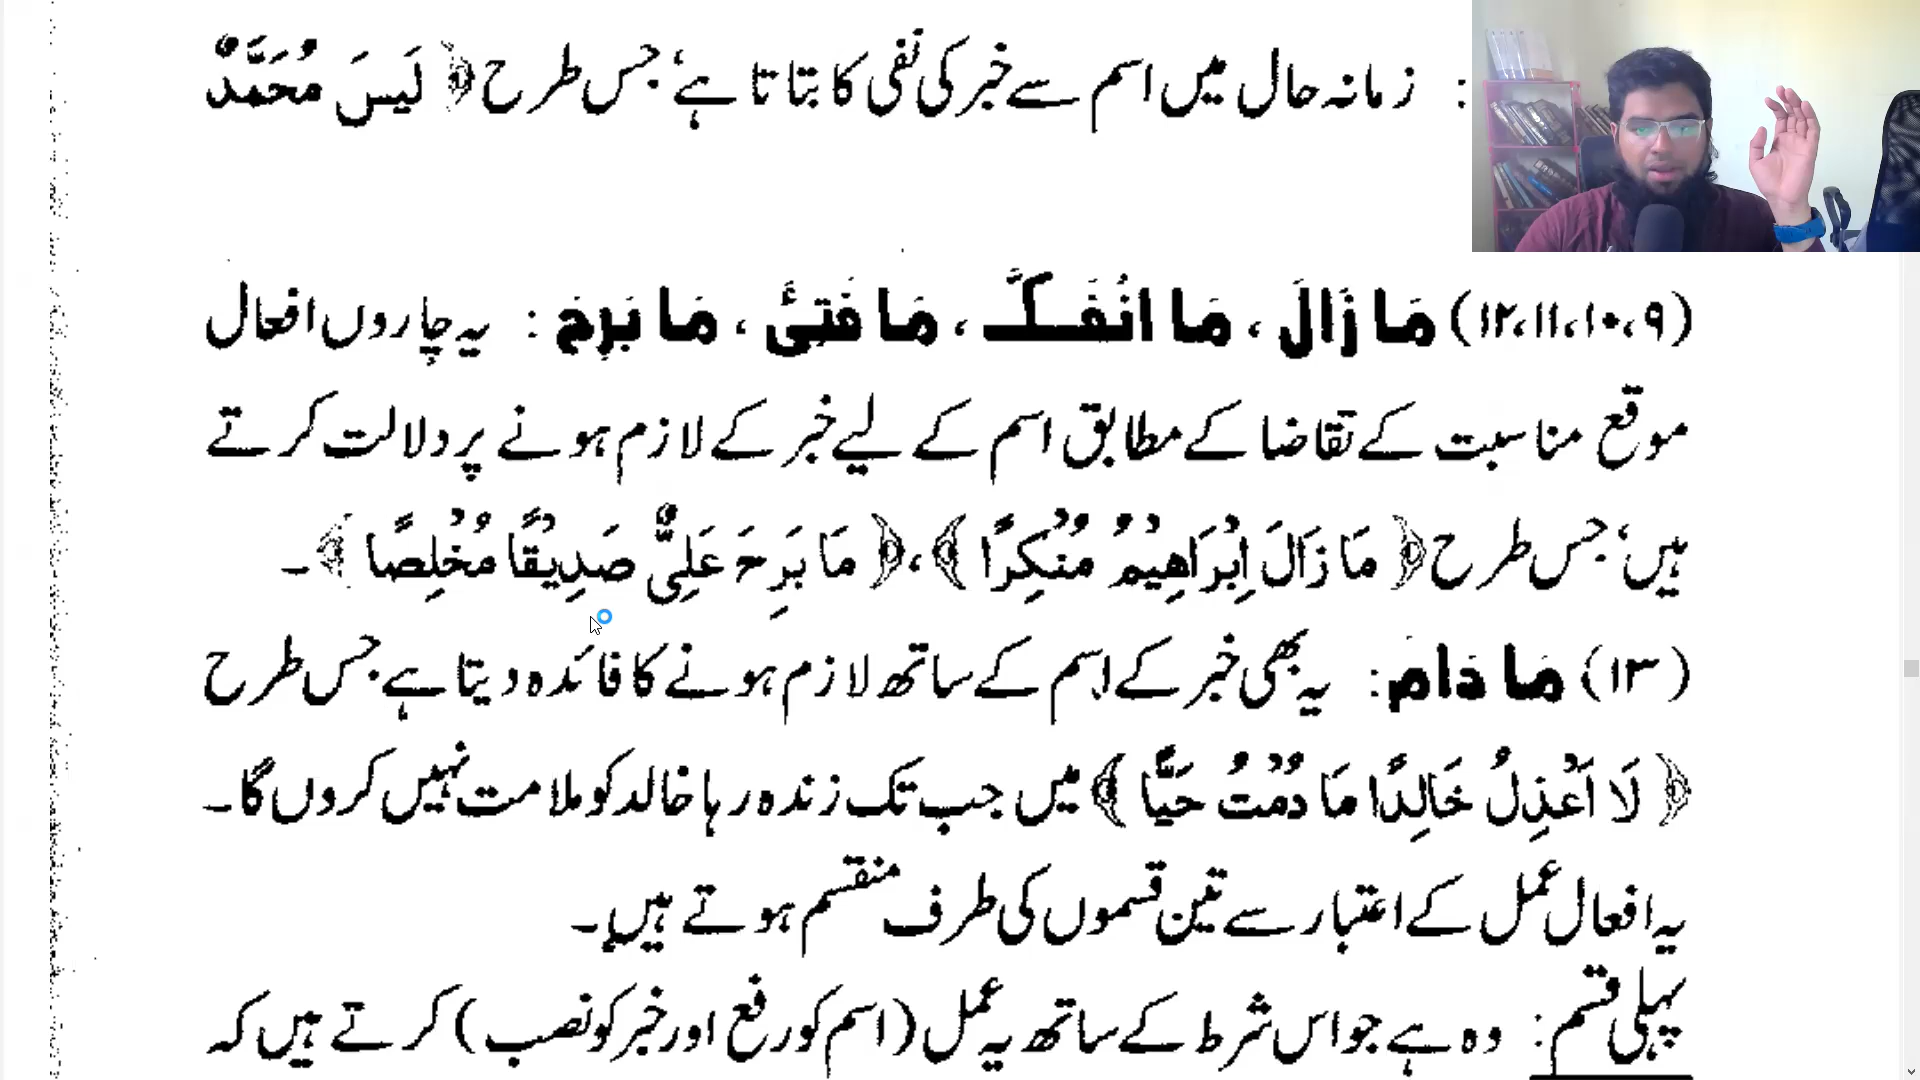 : زمانہ حال میں اسم سے خبر کی نفی کا بتاتا ہے‘ جس طرح ﴿ لَيسَ مُحَمَّدٌ
(۹،۱۰،۱۱،۱۲) مَا زَالَ ، مَا انْفَكَّ ، مَا فَتِئَ ، مَا بَرِحَ : یہ چاروں افعال
موقع مناسبت کے تقاضا کے مطابق اسم کے لیے خبر کے لازم ہونے پر دلالت کرتے
ہیں‘ جس طرح ﴿ مَا زَالَ اِبْرَاهِيْمُ مُنْكِرًا ﴾،﴿ مَا بَرِحَ عَلِيٌّ صَدِيْقًا مُخْلِصًا ﴾ ۔
(۱۳) مَا دَامَ : یہ بھی خبر کے اسم کے ساتھ لازم ہونے کا فائدہ دیتا ہے جس طرح
﴿ لَا اَعْذِلُ خَالِدًا مَا دُمْتُ حَيًّا ﴾ میں جب تک زندہ رہا خالد کو ملامت نہیں کروں گا۔
یہ افعال عمل کے اعتبار سے تین قسموں کی طرف منقسم ہوتے ہیں۔
پہلی قسم : وہ ہے جو اس شرط کے ساتھ یہ عمل (اسم کو رفع اور خبر کو نصب) کرتے ہیں کہ